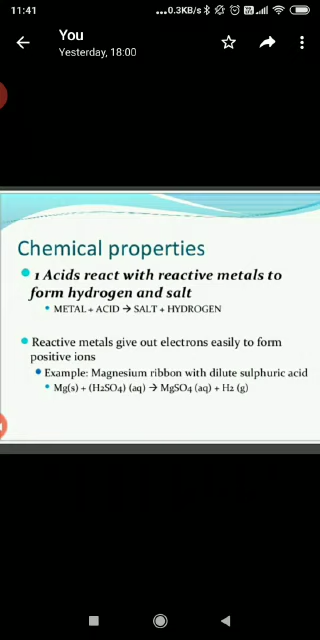 11:41
...0.3KB/s
You
Yesterday, 18:00
Chemical properties
1 Acids react with reactive metals to
form hydrogen and salt
METAL + ACID → SALT + HYDROGEN
Reactive metals give out electrons easily to form
positive ions
Example: Magnesium ribbon with dilute sulphuric acid
Mg(s) + (H2SO4) (aq) → MgSO4 (aq) + H2 (g)